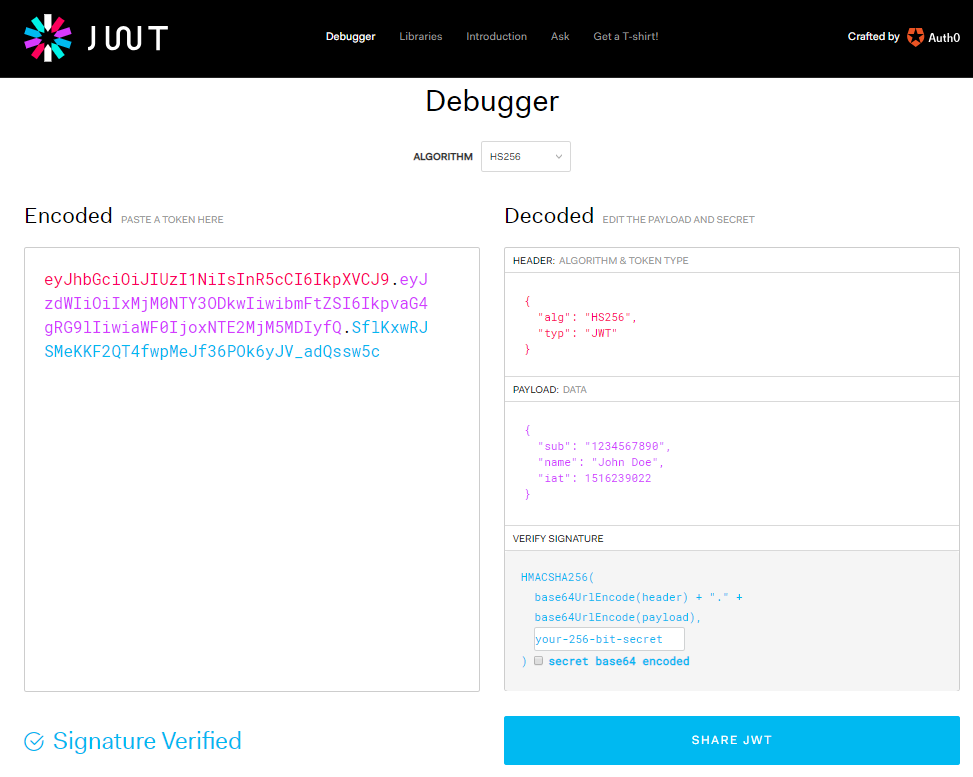 JWT
Debugger Libraries Introduction Ask Get a T-shirt!
Crafted by Auth0
Debugger
ALGORITHM HS256
Encoded PASTE A TOKEN HERE
eyJhbGciOiJIUzI1NiIsInR5cCI6IkpXVCJ9.eyJ
zdWIiOiIxMjM0NTY3ODkwIiwibmFtZSI6IkpvaG4
gRG9lIiwiaWF0IjoxNTE2MjM5MDIyfQ.SflKxwRJ
SMeKKF2QT4fwpMeJf36POk6yJV_adQssw5c
Decoded EDIT THE PAYLOAD AND SECRET
HEADER: ALGORITHM & TOKEN TYPE
{
"alg": "HS256",
"typ": "JWT"
}
PAYLOAD: DATA
{
"sub": "1234567890",
"name": "John Doe",
"iat": 1516239022
}
VERIFY SIGNATURE
HMACSHA256(
base64UrlEncode(header) + "." +
base64UrlEncode(payload),
your-256-bit-secret
) secret base64 encoded
Signature Verified
SHARE JWT